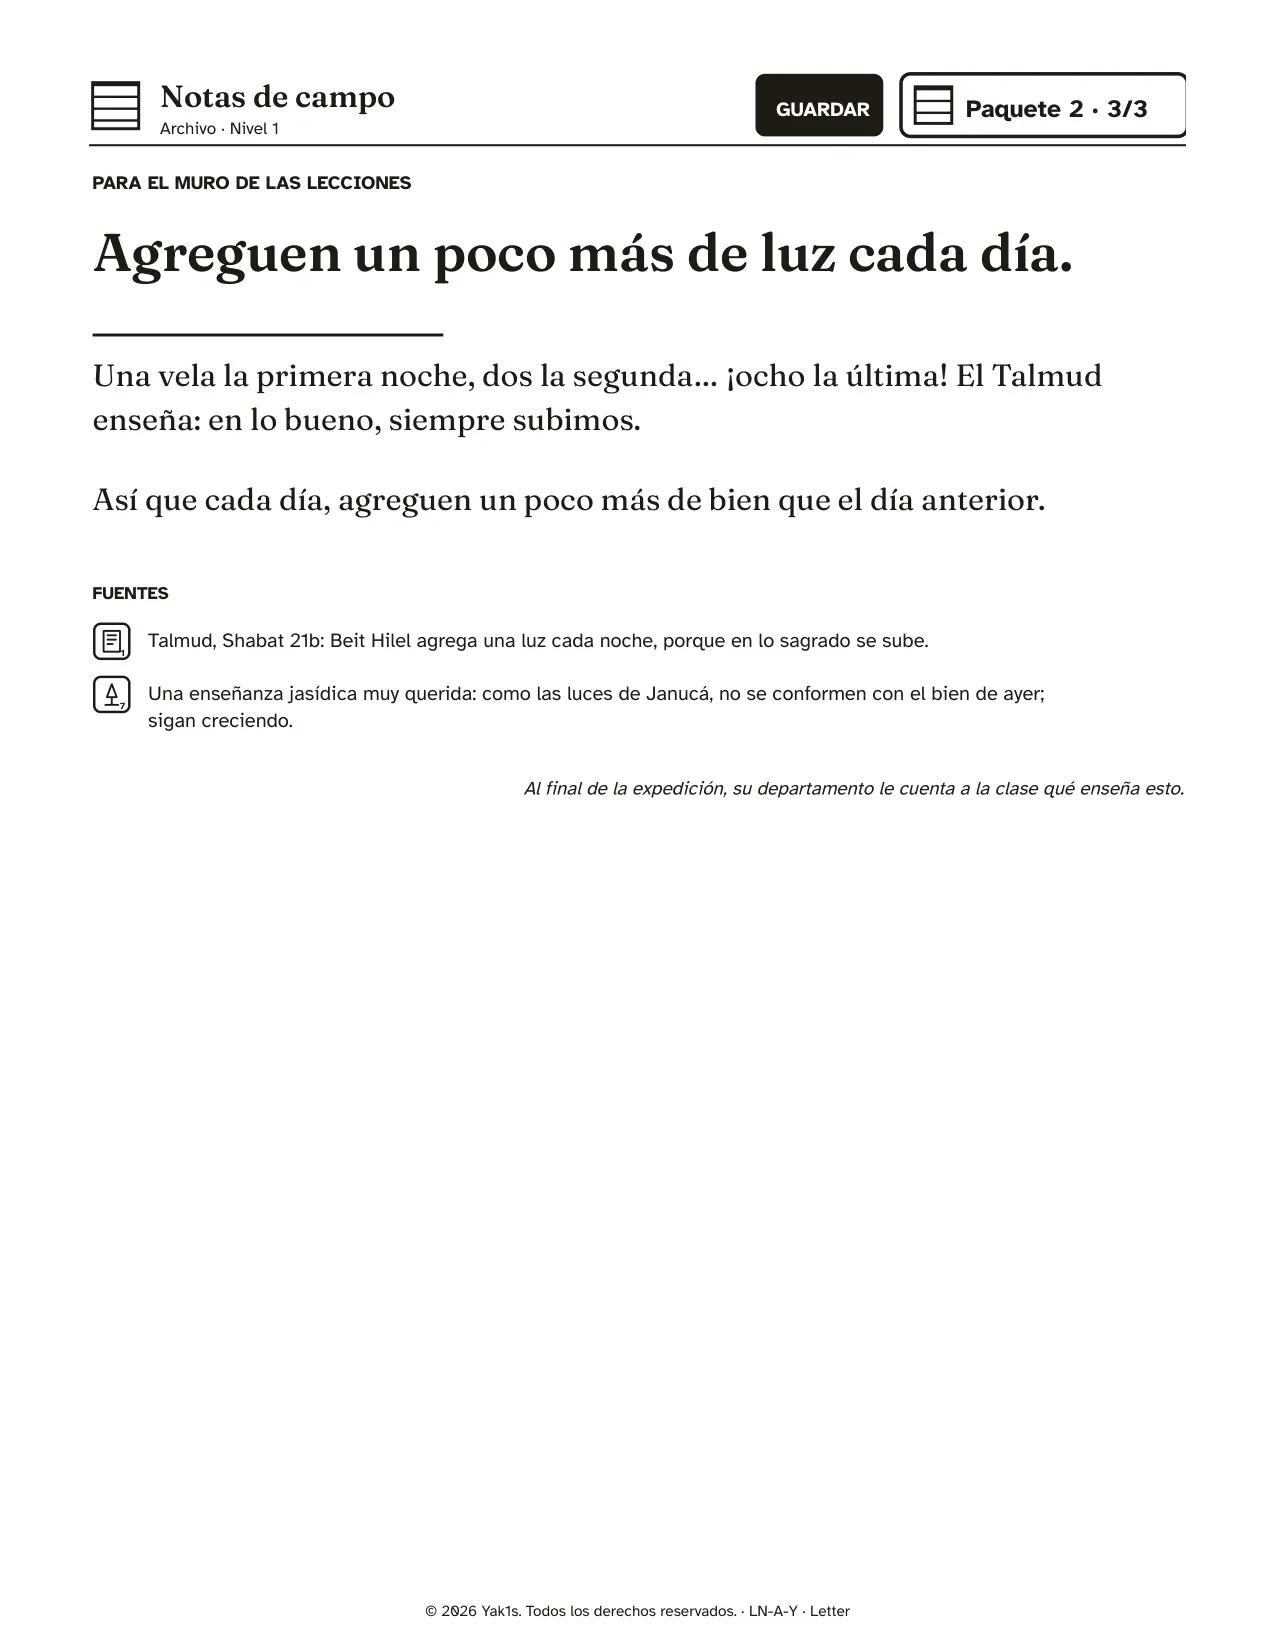 Notas de campo
Archivo · Nivel 1
GUARDAR
Paquete 2 · 3/3
PARA EL MURO DE LAS LECCIONES
Agreguen un poco más de luz cada día.
Una vela la primera noche, dos la segunda... ¡ocho la última! El Talmud
enseña: en lo bueno, siempre subimos.
Así que cada día, agreguen un poco más de bien que el día anterior.
FUENTES
1
Talmud, Shabat 21b: Beit Hilel agrega una luz cada noche, porque en lo sagrado se sube.
7
Una enseñanza jasídica muy querida: como las luces de Janucá, no se conformen con el bien de ayer;
sigan creciendo.
Al final de la expedición, su departamento le cuenta a la clase qué enseña esto.
© 2026 Yak1s. Todos los derechos reservados. · LN-A-Y · Letter